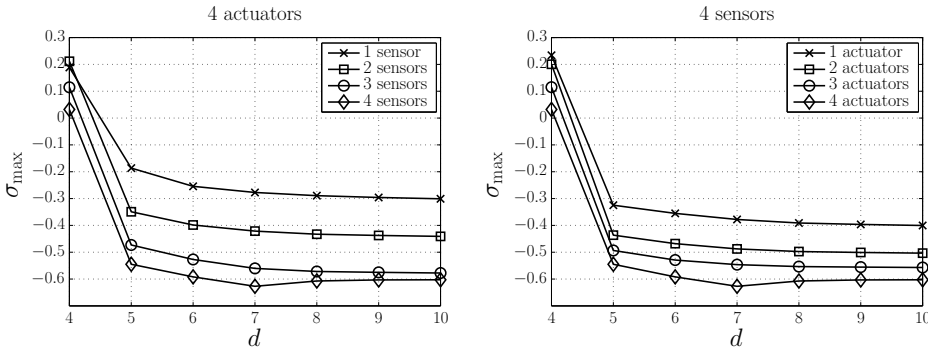 4 actuators
0.3
0.2
0.1
0
−0.1
−0.2
−0.3
−0.4
−0.5
−0.6
σmax
4 5 6 7 8 9 10
d
1 sensor
2 sensors
3 sensors
4 sensors
4 sensors
0.3
0.2
0.1
0
−0.1
−0.2
−0.3
−0.4
−0.5
−0.6
σmax
4 5 6 7 8 9 10
d
1 actuator
2 actuators
3 actuators
4 actuators